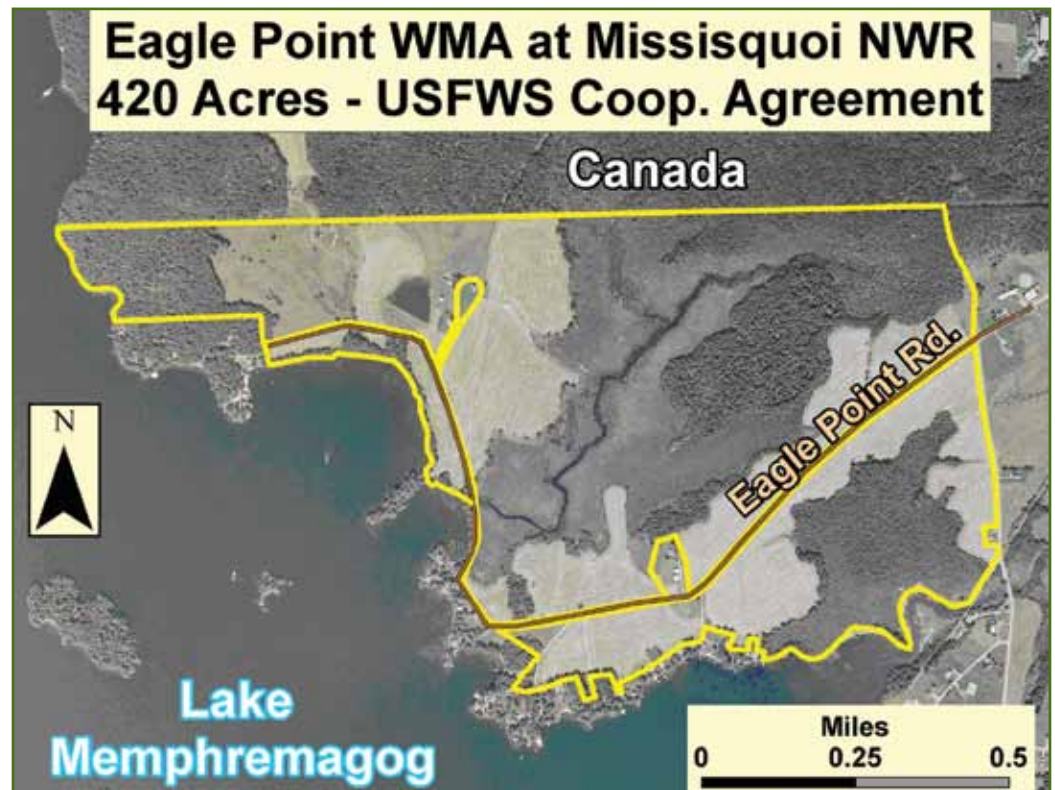 Eagle Point WMA at Missisquoi NWR
420 Acres - USFWS Coop. Agreement
Canada
Eagle Point Rd.
N
Lake
Memphremagog
Miles
0 0.25 0.5